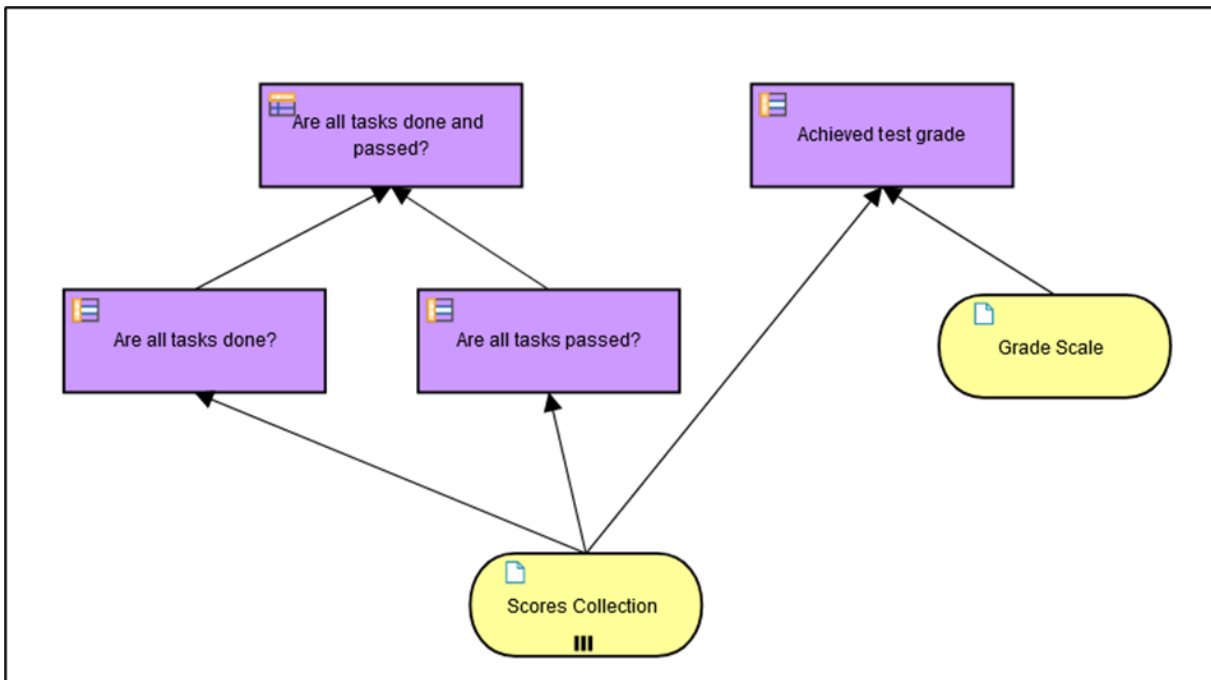 Are all tasks done and
passed?
Achieved test grade
Are all tasks done?
Are all tasks passed?
Grade Scale
Scores Collection